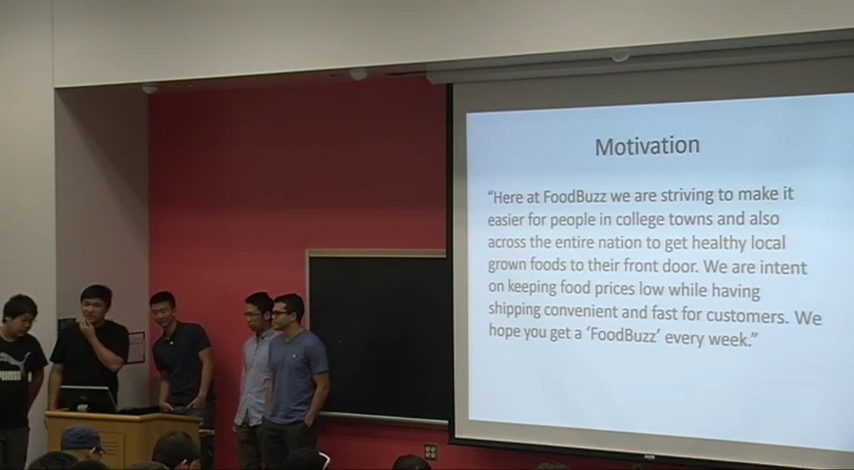 Motivation
“Here at FoodBuzz we are striving to make it
easier for people in college towns and also
across the entire nation to get healthy local
grown foods to their front door. We are intent
on keeping food prices low while having
shipping convenient and fast for customers. We
hope you get a ‘FoodBuzz’ every week.”
PUMA